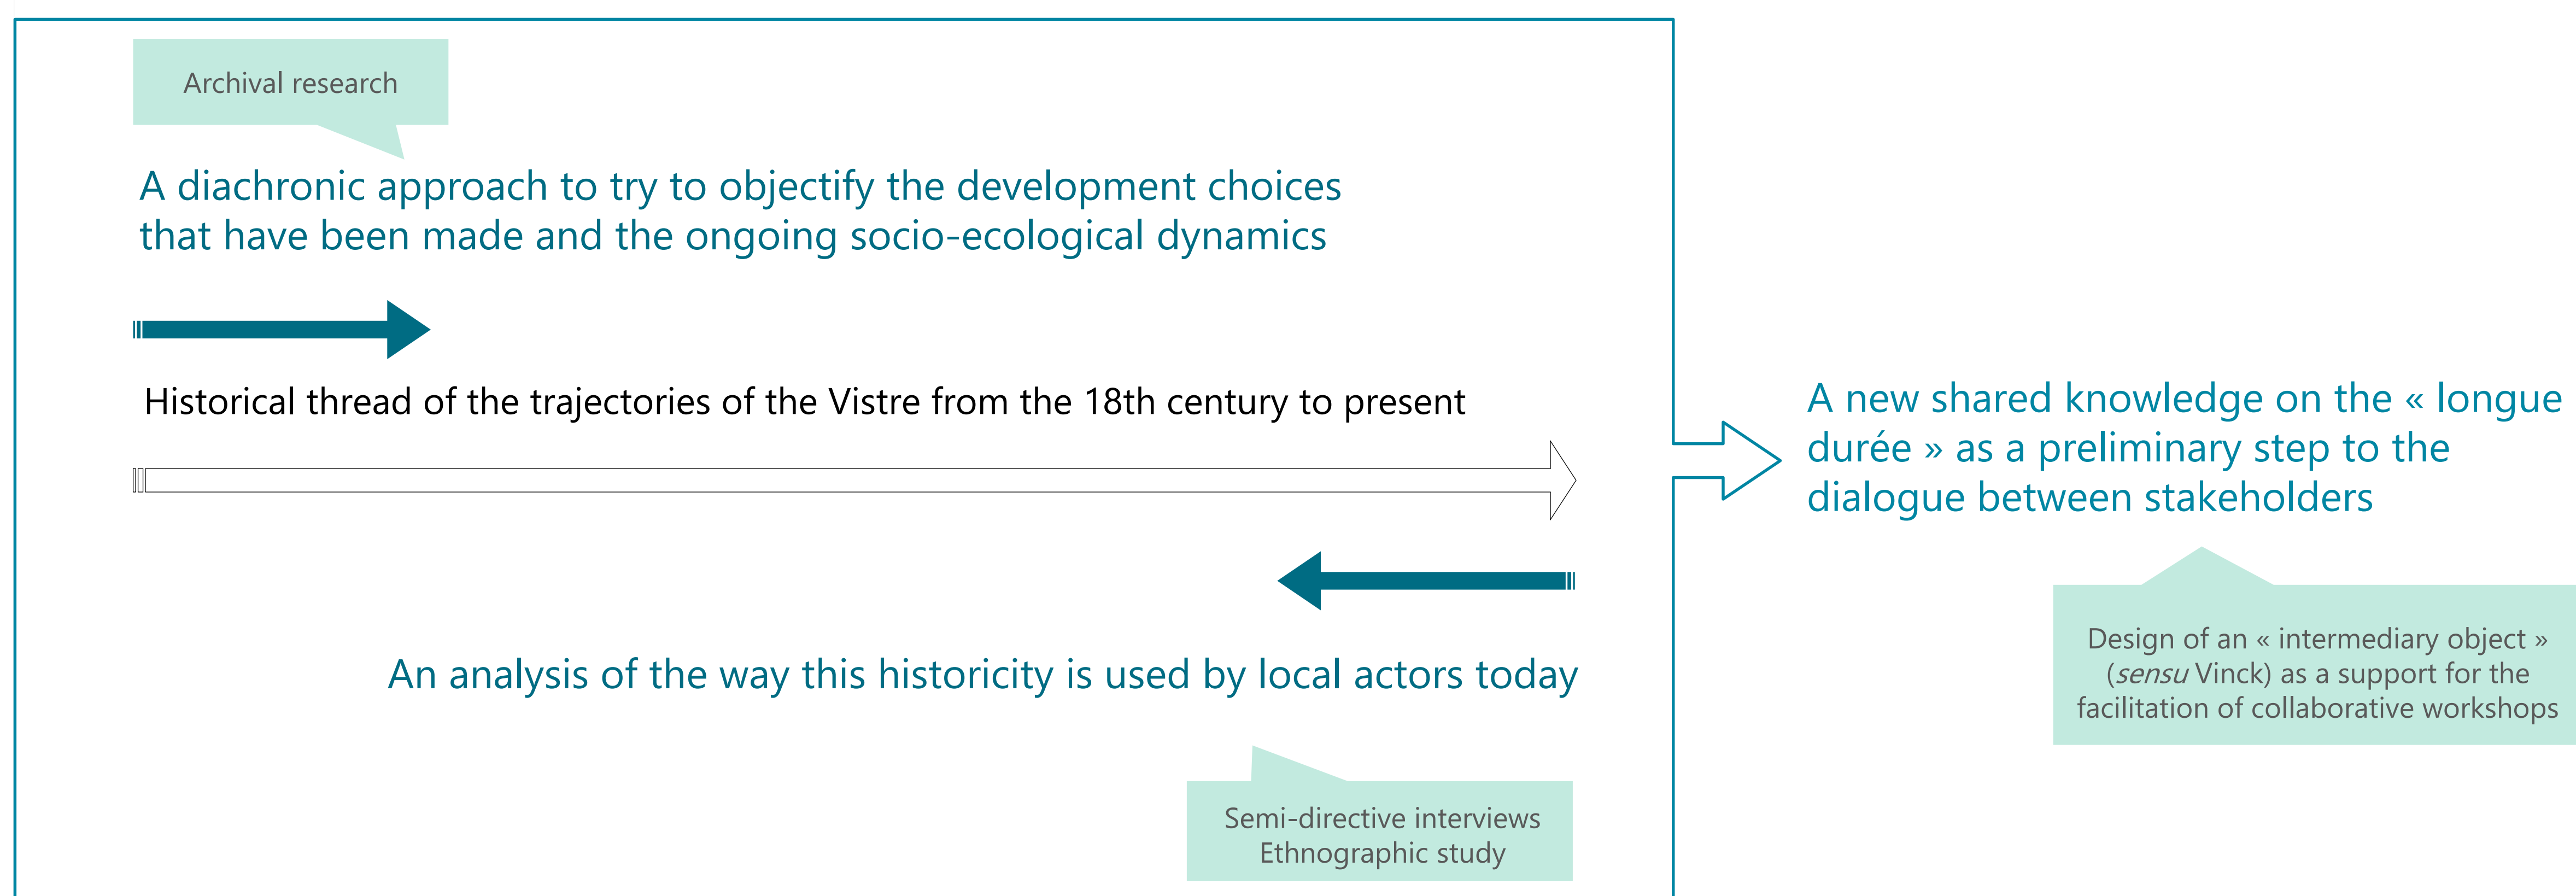 Archival research
A diachronic approach to try to objectify the development choices
that have been made and the ongoing socio-ecological dynamics
Historical thread of the trajectories of the Vistre from the 18th century to present
An analysis of the way this historicity is used by local actors today
Semi-directive interviews
Ethnographic study
A new shared knowledge on the « longue
durée » as a preliminary step to the
dialogue between stakeholders
Design of an « intermediary object »
(sensu Vinck) as a support for the
facilitation of collaborative workshops